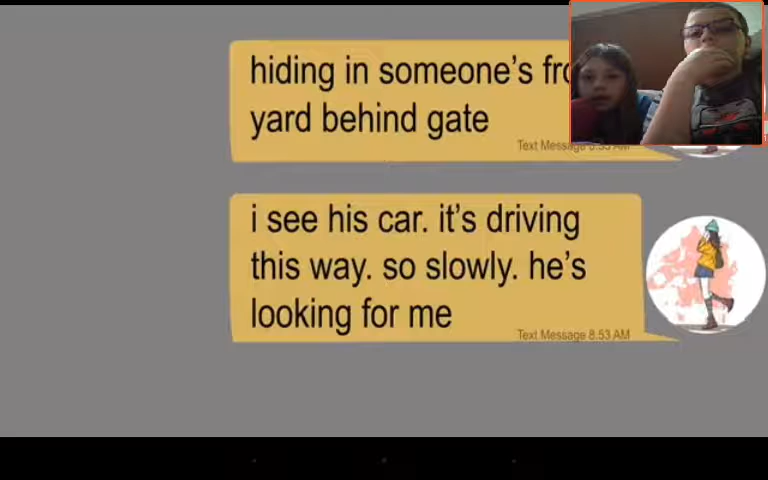 hiding in someone's
yard behind gate
Text Message 8:53 AM
i see his car. it's driving
this way. so slowly. he's
looking for me
Text Message 8:53 AM